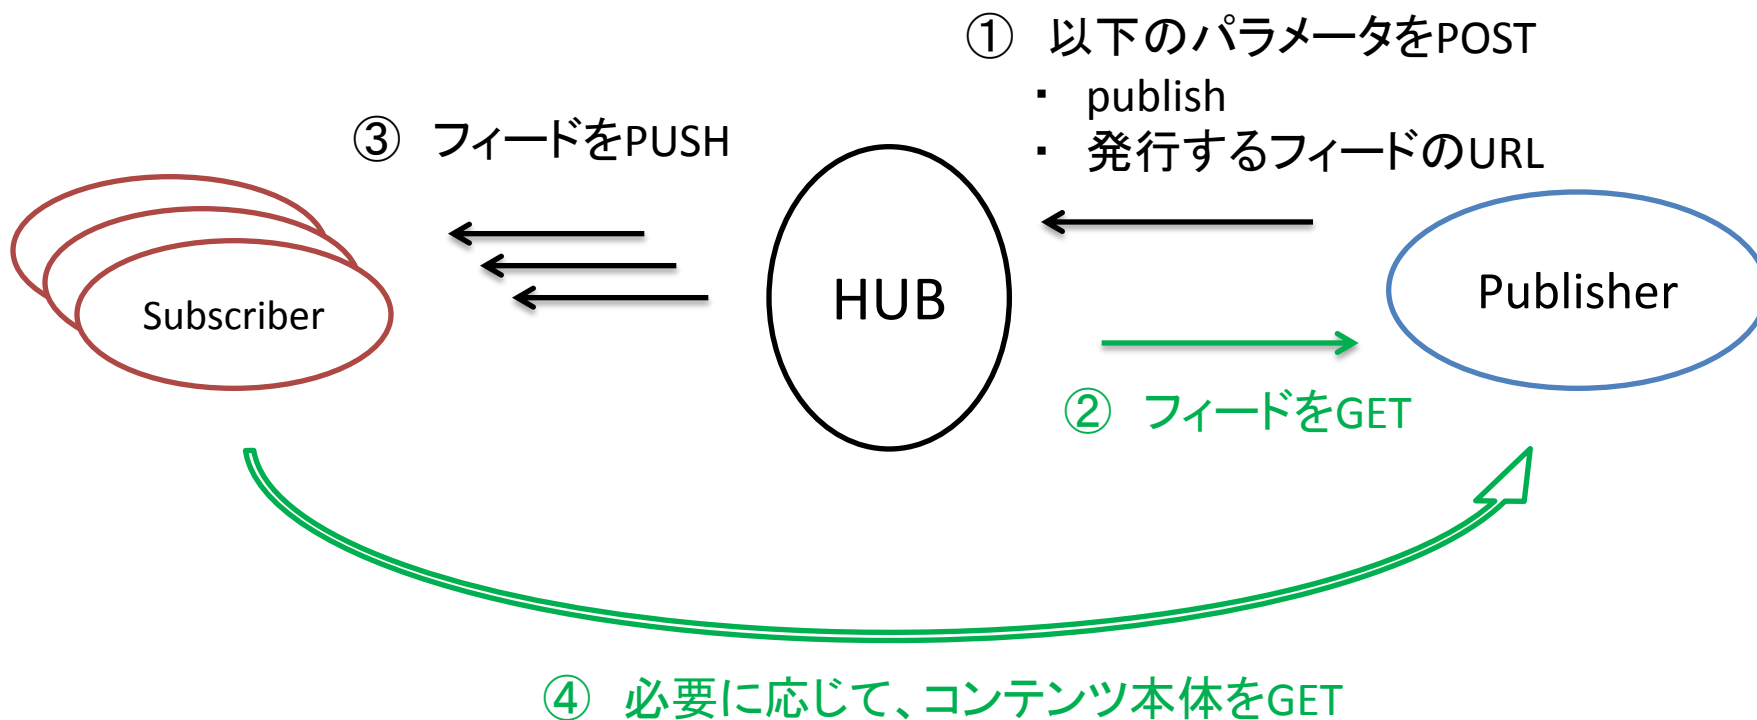 ① 以下のパラメータをPOST
・ publish
・ 発行するフィードのURL
③ フィードをPUSH
Subscriber
HUB
Publisher
② フィードをGET
④ 必要に応じて、コンテンツ本体をGET